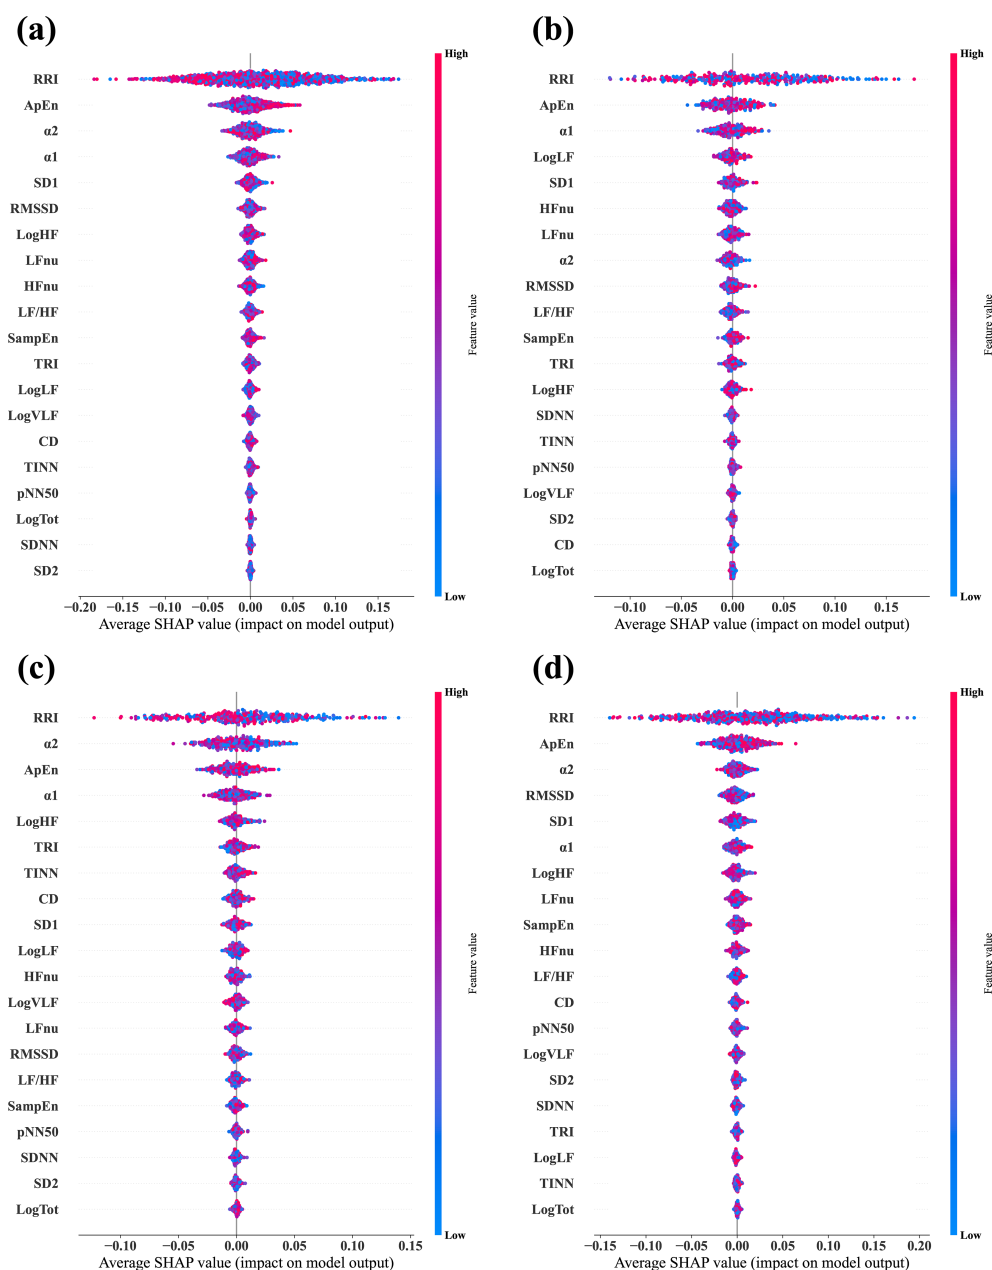 (a)
High
RRI
ApEn
α2
α1
SD1
RMSSD
LogHF
LFnu
HFnu
LF/HF
SampEn
TRI
LogLF
LogVLF
CD
TINN
pNN50
LogTot
SDNN
SD2
Feature value
Low
−0.20 −0.15 −0.10 −0.05 0.00 0.05 0.10 0.15
Average SHAP value (impact on model output)
(b)
High
RRI
ApEn
α1
LogLF
SD1
HFnu
LFnu
α2
RMSSD
LF/HF
SampEn
TRI
LogHF
SDNN
TINN
pNN50
LogVLF
SD2
CD
LogTot
Feature value
Low
−0.10 −0.05 0.00 0.05 0.10 0.15
Average SHAP value (impact on model output)
(c)
High
RRI
α2
ApEn
α1
LogHF
TRI
TINN
CD
SD1
LogLF
HFnu
LogVLF
LFnu
RMSSD
LF/HF
SampEn
pNN50
SDNN
SD2
LogTot
Feature value
Low
−0.10 −0.05 0.00 0.05 0.10 0.15
Average SHAP value (impact on model output)
(d)
High
RRI
ApEn
α2
RMSSD
SD1
α1
LogHF
LFnu
SampEn
HFnu
LF/HF
CD
pNN50
LogVLF
SD2
SDNN
TRI
LogLF
TINN
LogTot
Feature value
Low
−0.15 −0.10 −0.05 0.00 0.05 0.10 0.15 0.20
Average SHAP value (impact on model output)